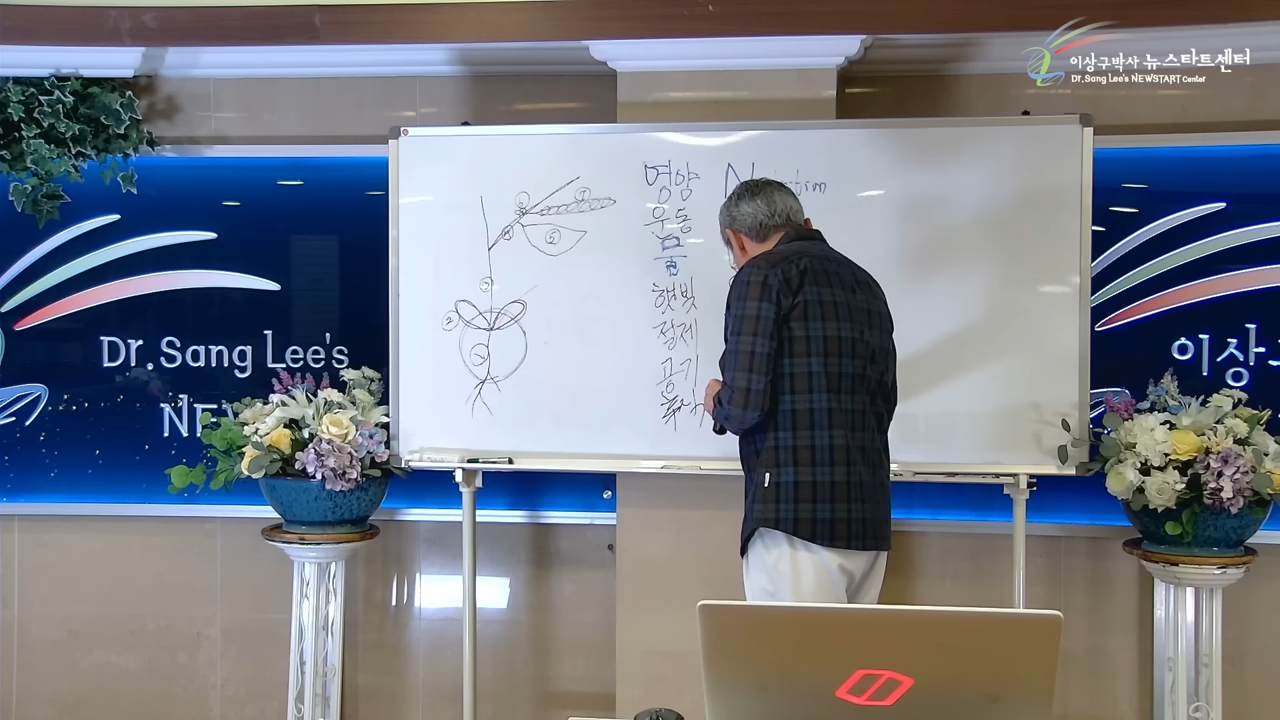 이상구박사 뉴스타트센터
Dr. Sang Lee's NEWSTART Center
영양
운동
물
햇빛
절제
공기
Dr. Sang Lee's
이상